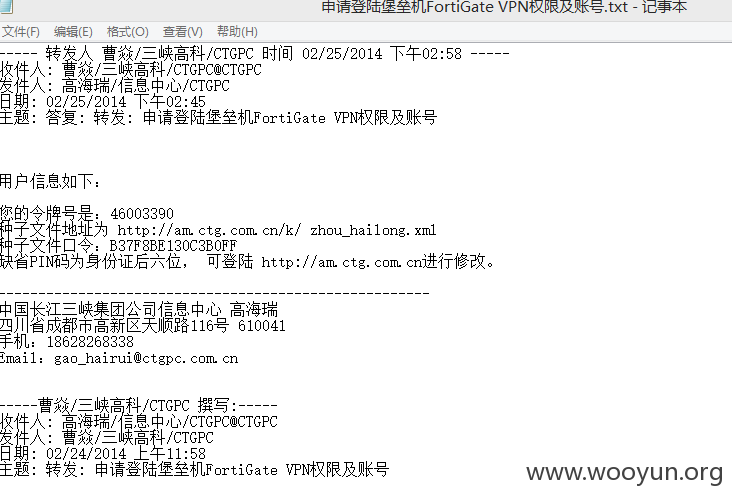 申请登陆堡垒机FortiGate VPN权限及账号.txt - 记事本
文件(F) 编辑(E) 格式(O) 查看(V) 帮助(H)
----- 转发人 曹焱/三峡高科/CTGPC 时间 02/25/2014 下午02:58 -----
收件人: 曹焱/三峡高科/CTGPC@CTGPC
发件人: 高海瑞/信息中心/CTGPC
日期: 02/25/2014 下午02:45
主题: 答复: 转发: 申请登陆堡垒机FortiGate VPN权限及账号
用户信息如下:
您的令牌号是: 46003390
种子文件地址为 http://am.ctg.com.cn/k/ zhou_hailong.xml
种子文件口令: B37F8BE130C3B0FF
缺省PIN码为身份证后六位, 可登陆 http://am.ctg.com.cn进行修改。
-------------------------------------------------------
中国长江三峡集团公司信息中心 高海瑞
四川省成都市高新区天顺路116号 610041
手机: 18628268338
Email: gao_hairui@ctgpc.com.cn
-----曹焱/三峡高科/CTGPC 撰写:-----
收件人: 高海瑞/信息中心/CTGPC@CTGPC
发件人: 曹焱/三峡高科/CTGPC
日期: 02/24/2014 上午11:58
主题: 转发: 申请登陆堡垒机FortiGate VPN权限及账号
www.wooyun.org